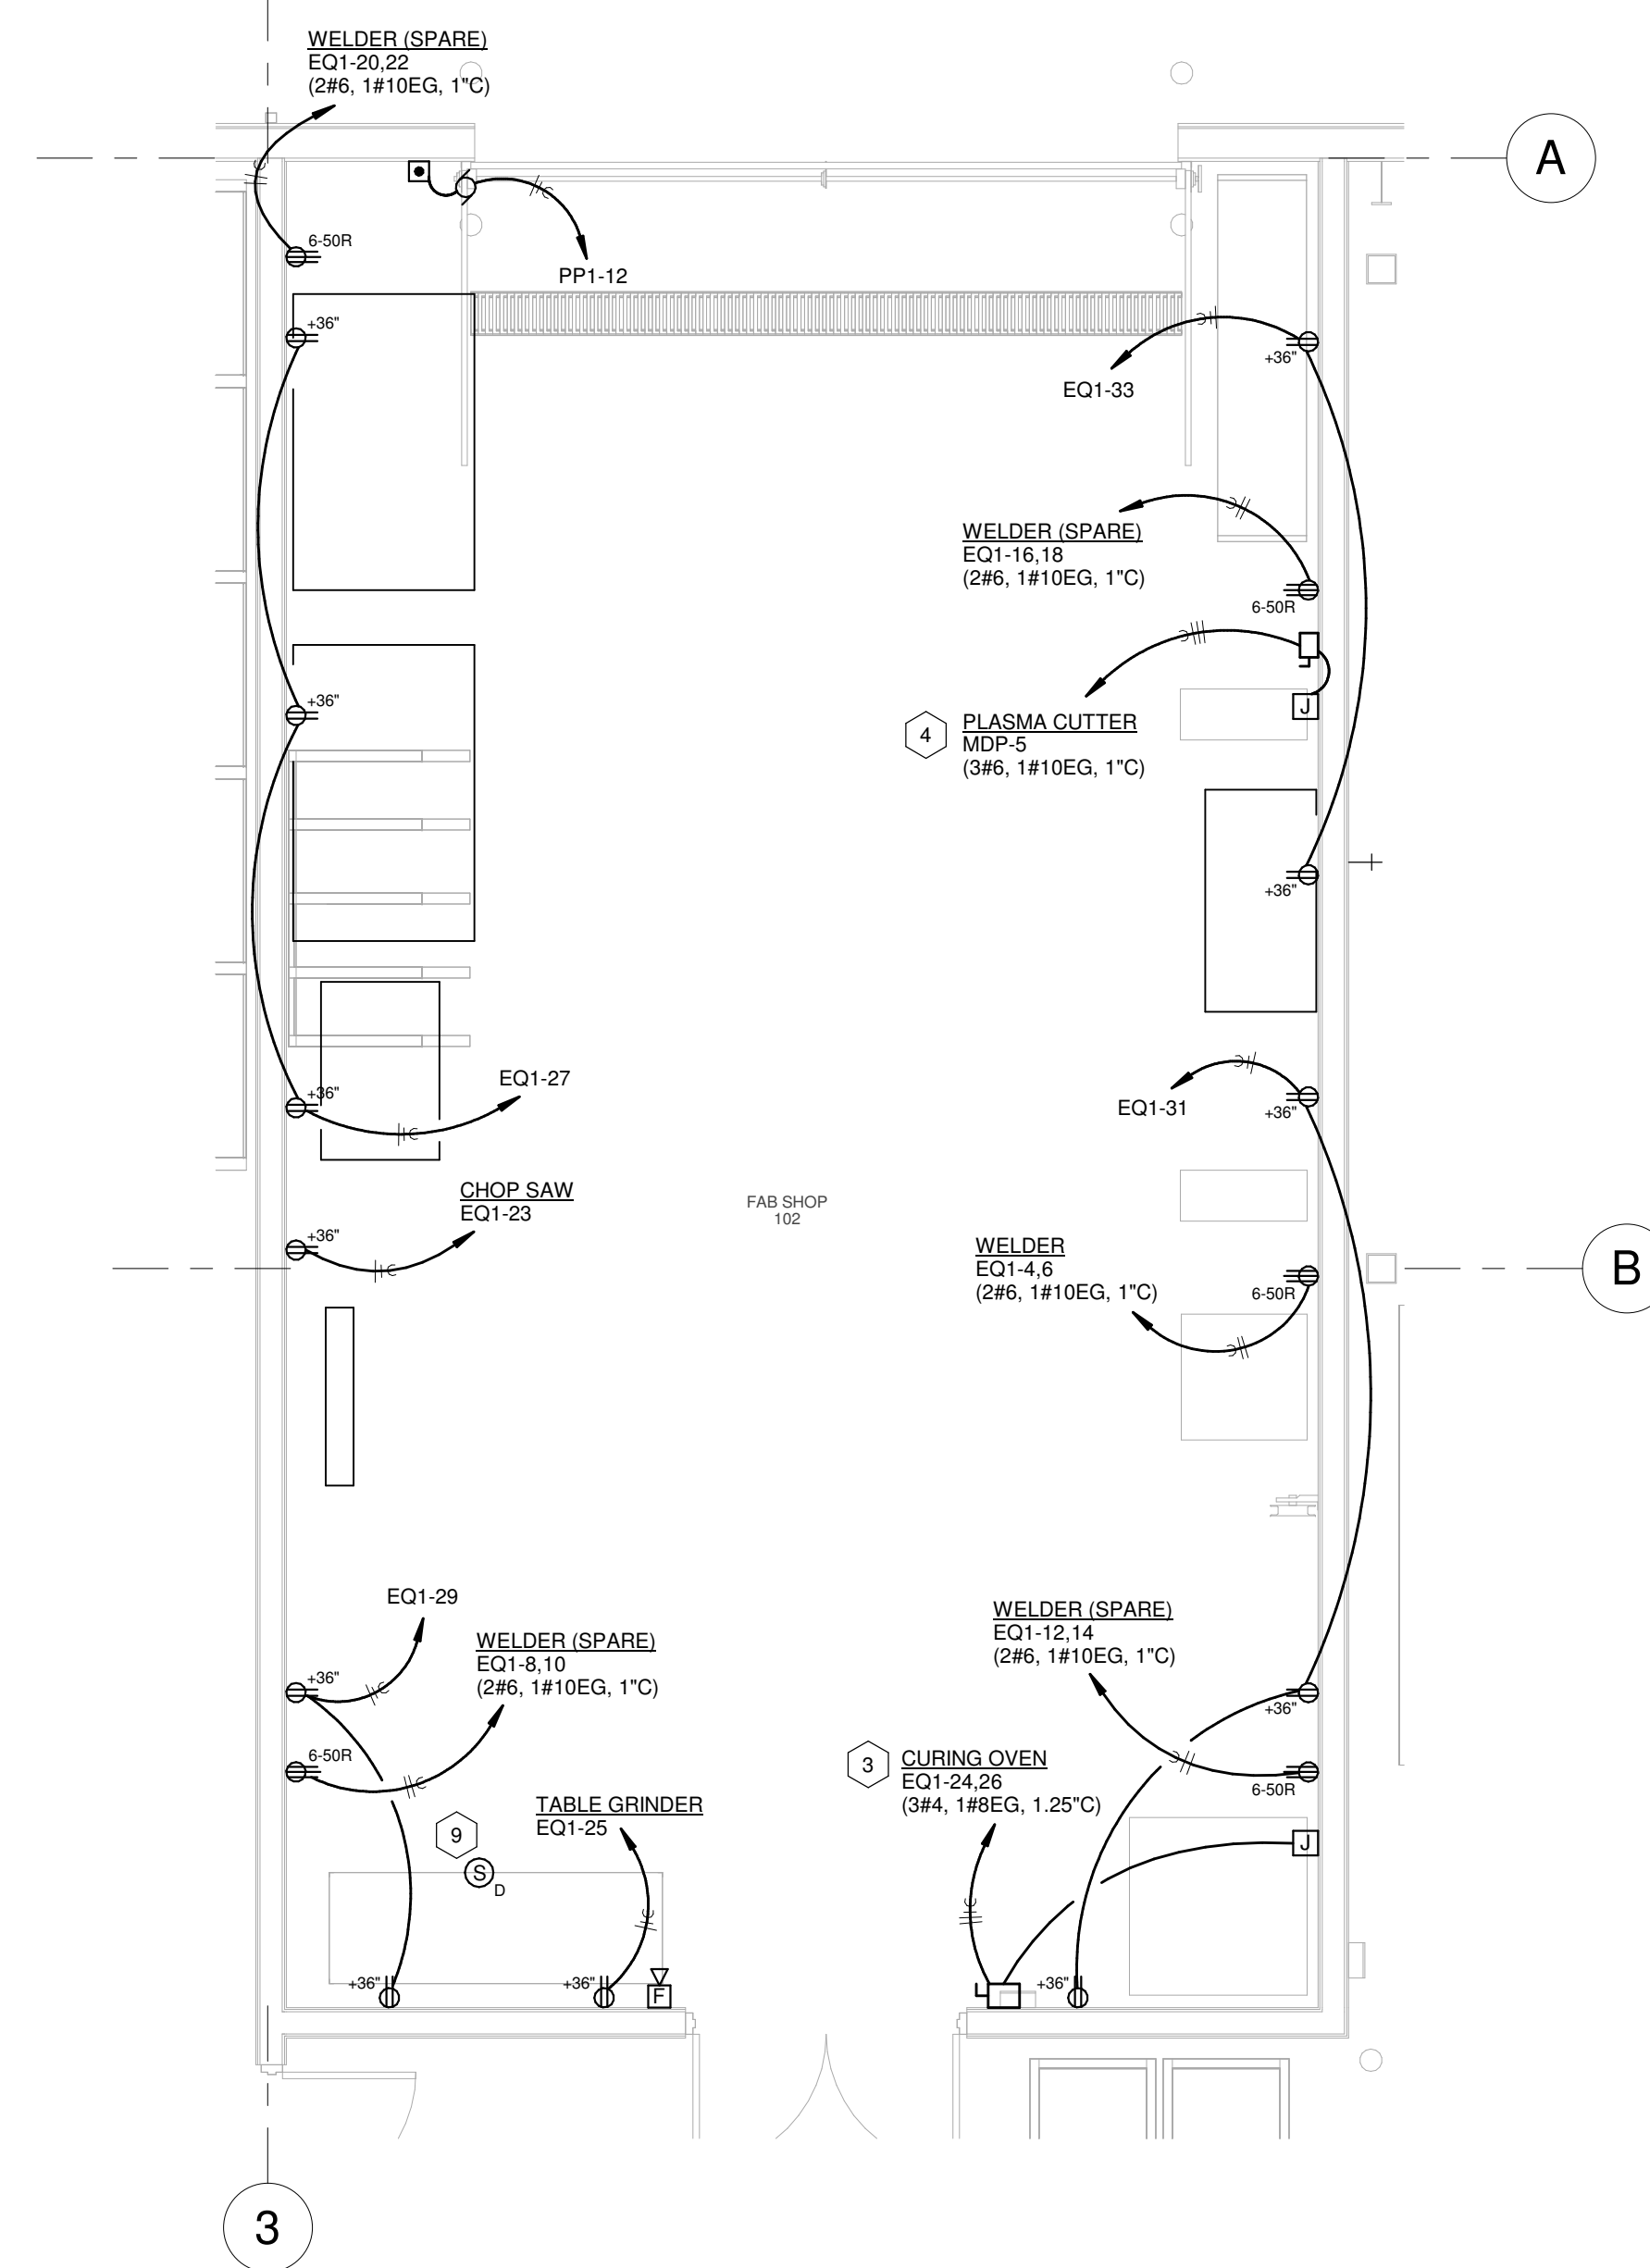 WELDER (SPARE)
EQ1-20,22
(2#6, 1#10EG, 1"C)
A
6-50R
PP1-12
+36"
+36"
EQ1-33
WELDER (SPARE)
EQ1-16,18
(2#6, 1#10EG, 1"C)
6-50R
+36"
J
4
PLASMA CUTTER
MDP-5
(3#6, 1#10EG, 1"C)
+36"
EQ1-27
+36"
EQ1-31
+36"
CHOP SAW
EQ1-23
FAB SHOP
102
+36"
WELDER
EQ1-4,6
(2#6, 1#10EG, 1"C)
6-50R
B
EQ1-29
WELDER (SPARE)
EQ1-8,10
(2#6, 1#10EG, 1"C)
WELDER (SPARE)
EQ1-12,14
(2#6, 1#10EG, 1"C)
+36"
+36"
6-50R
6-50R
3
CURING OVEN
EQ1-24,26
(3#4, 1#8EG, 1.25"C)
TABLE GRINDER
EQ1-25
9
S
D
J
+36"
+36"
F
+36"
3